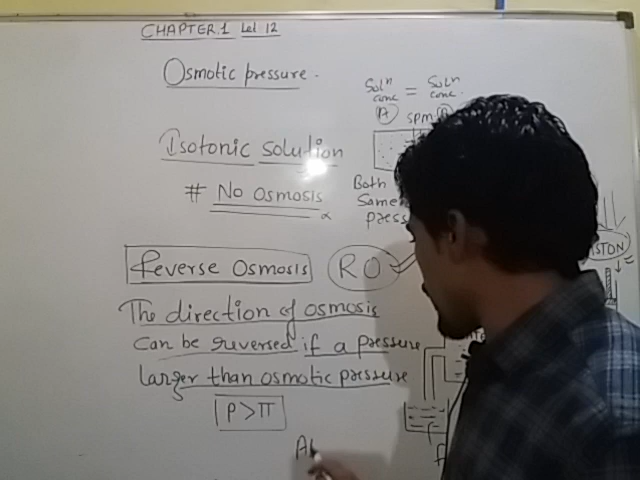 CHAPTER.1 Lel 12
Osmotic pressure.
Solⁿ conc = Solⁿ conc.
A spm B
Isotonic solution
# No osmosis
Both
Same
press
Reverse Osmosis
RO
The direction of osmosis
can be reversed if a pressure
larger than osmotic pressure
P>π